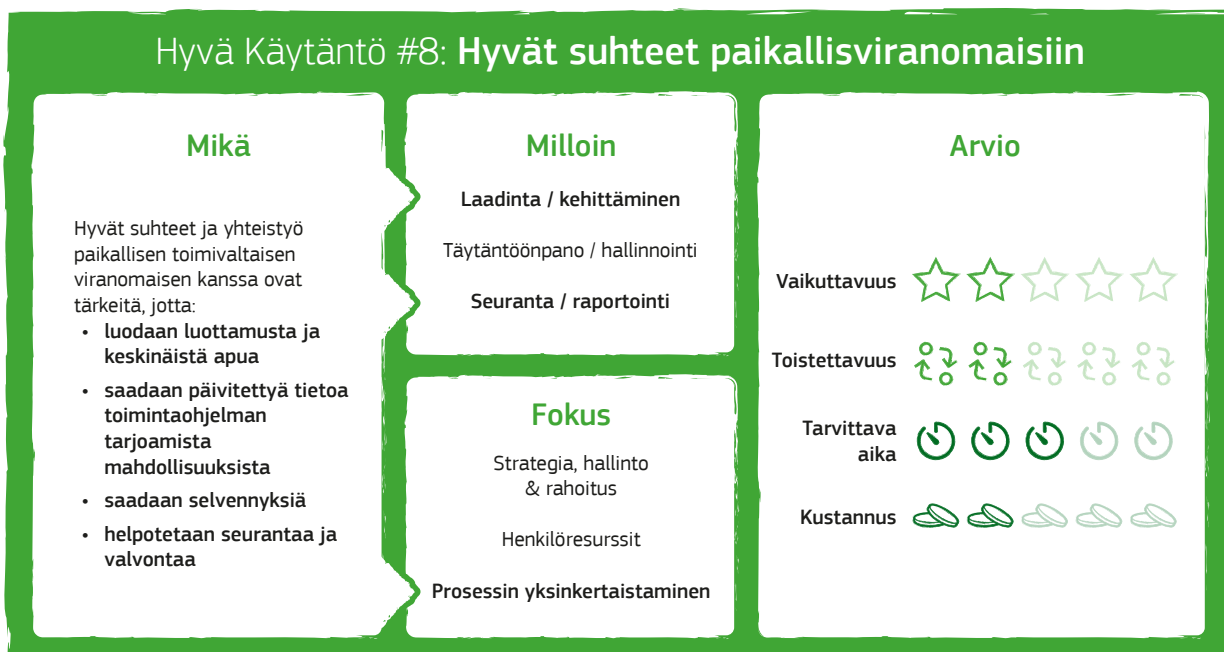 Hyvä Käytäntö #8: Hyvät suhteet paikallisviranomaisiin
Mikä
Hyvät suhteet ja yhteistyö
paikallisen toimivaltaisen
viranomaisen kanssa ovat
tärkeitä, jotta:
• luodaan luottamusta ja
keskinäistä apua
• saadaan päivitettyä tietoa
toimintaohjelman
tarjoamista
mahdollisuuksista
• saadaan selvennyksiä
• helpotetaan seurantaa ja
valvontaa
Milloin
Laadinta / kehittäminen
Täytäntöönpano / hallinnointi
Seuranta / raportointi
Fokus
Strategia, hallinto
& rahoitus
Henkilöresurssit
Prosessin yksinkertaistaminen
Arvio
Vaikuttavuus
Toistettavuus
Tarvittava
aika
Kustannus